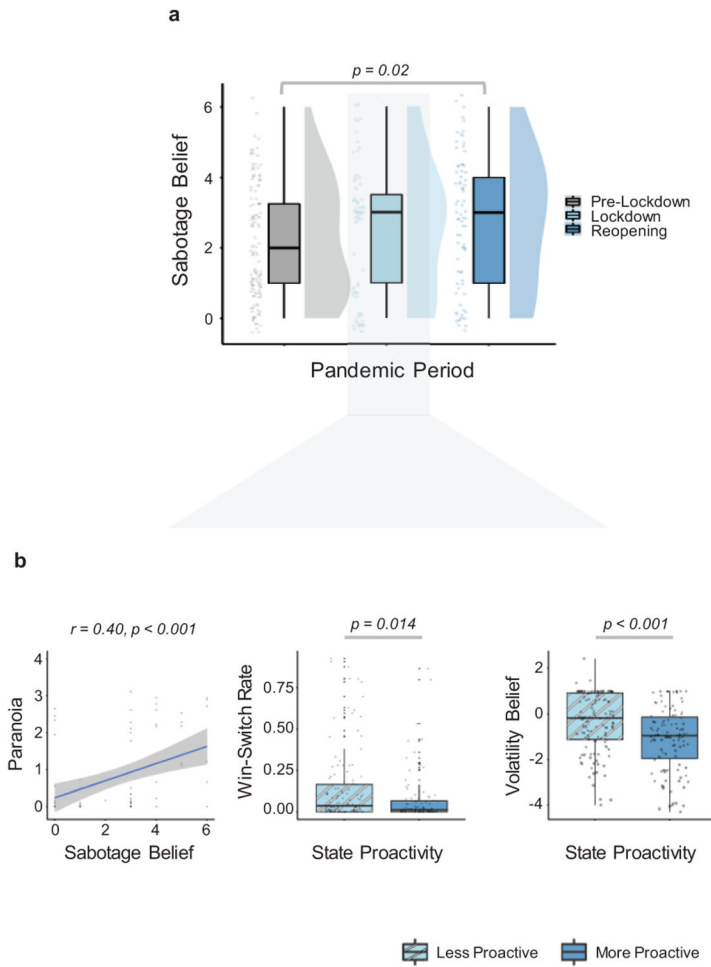 a
p = 0.02
6
4
2
0
Sabotage Belief
Pandemic Period
Pre-Lockdown
Lockdown
Reopening
b
r = 0.40, p < 0.001
4
3
2
1
0
Paranoia
0 2 4 6
Sabotage Belief
p = 0.014
0.75
0.50
0.25
0.00
Win-Switch Rate
State Proactivity
p < 0.001
2
0
-2
-4
Volatility Belief
State Proactivity
Less Proactive
More Proactive